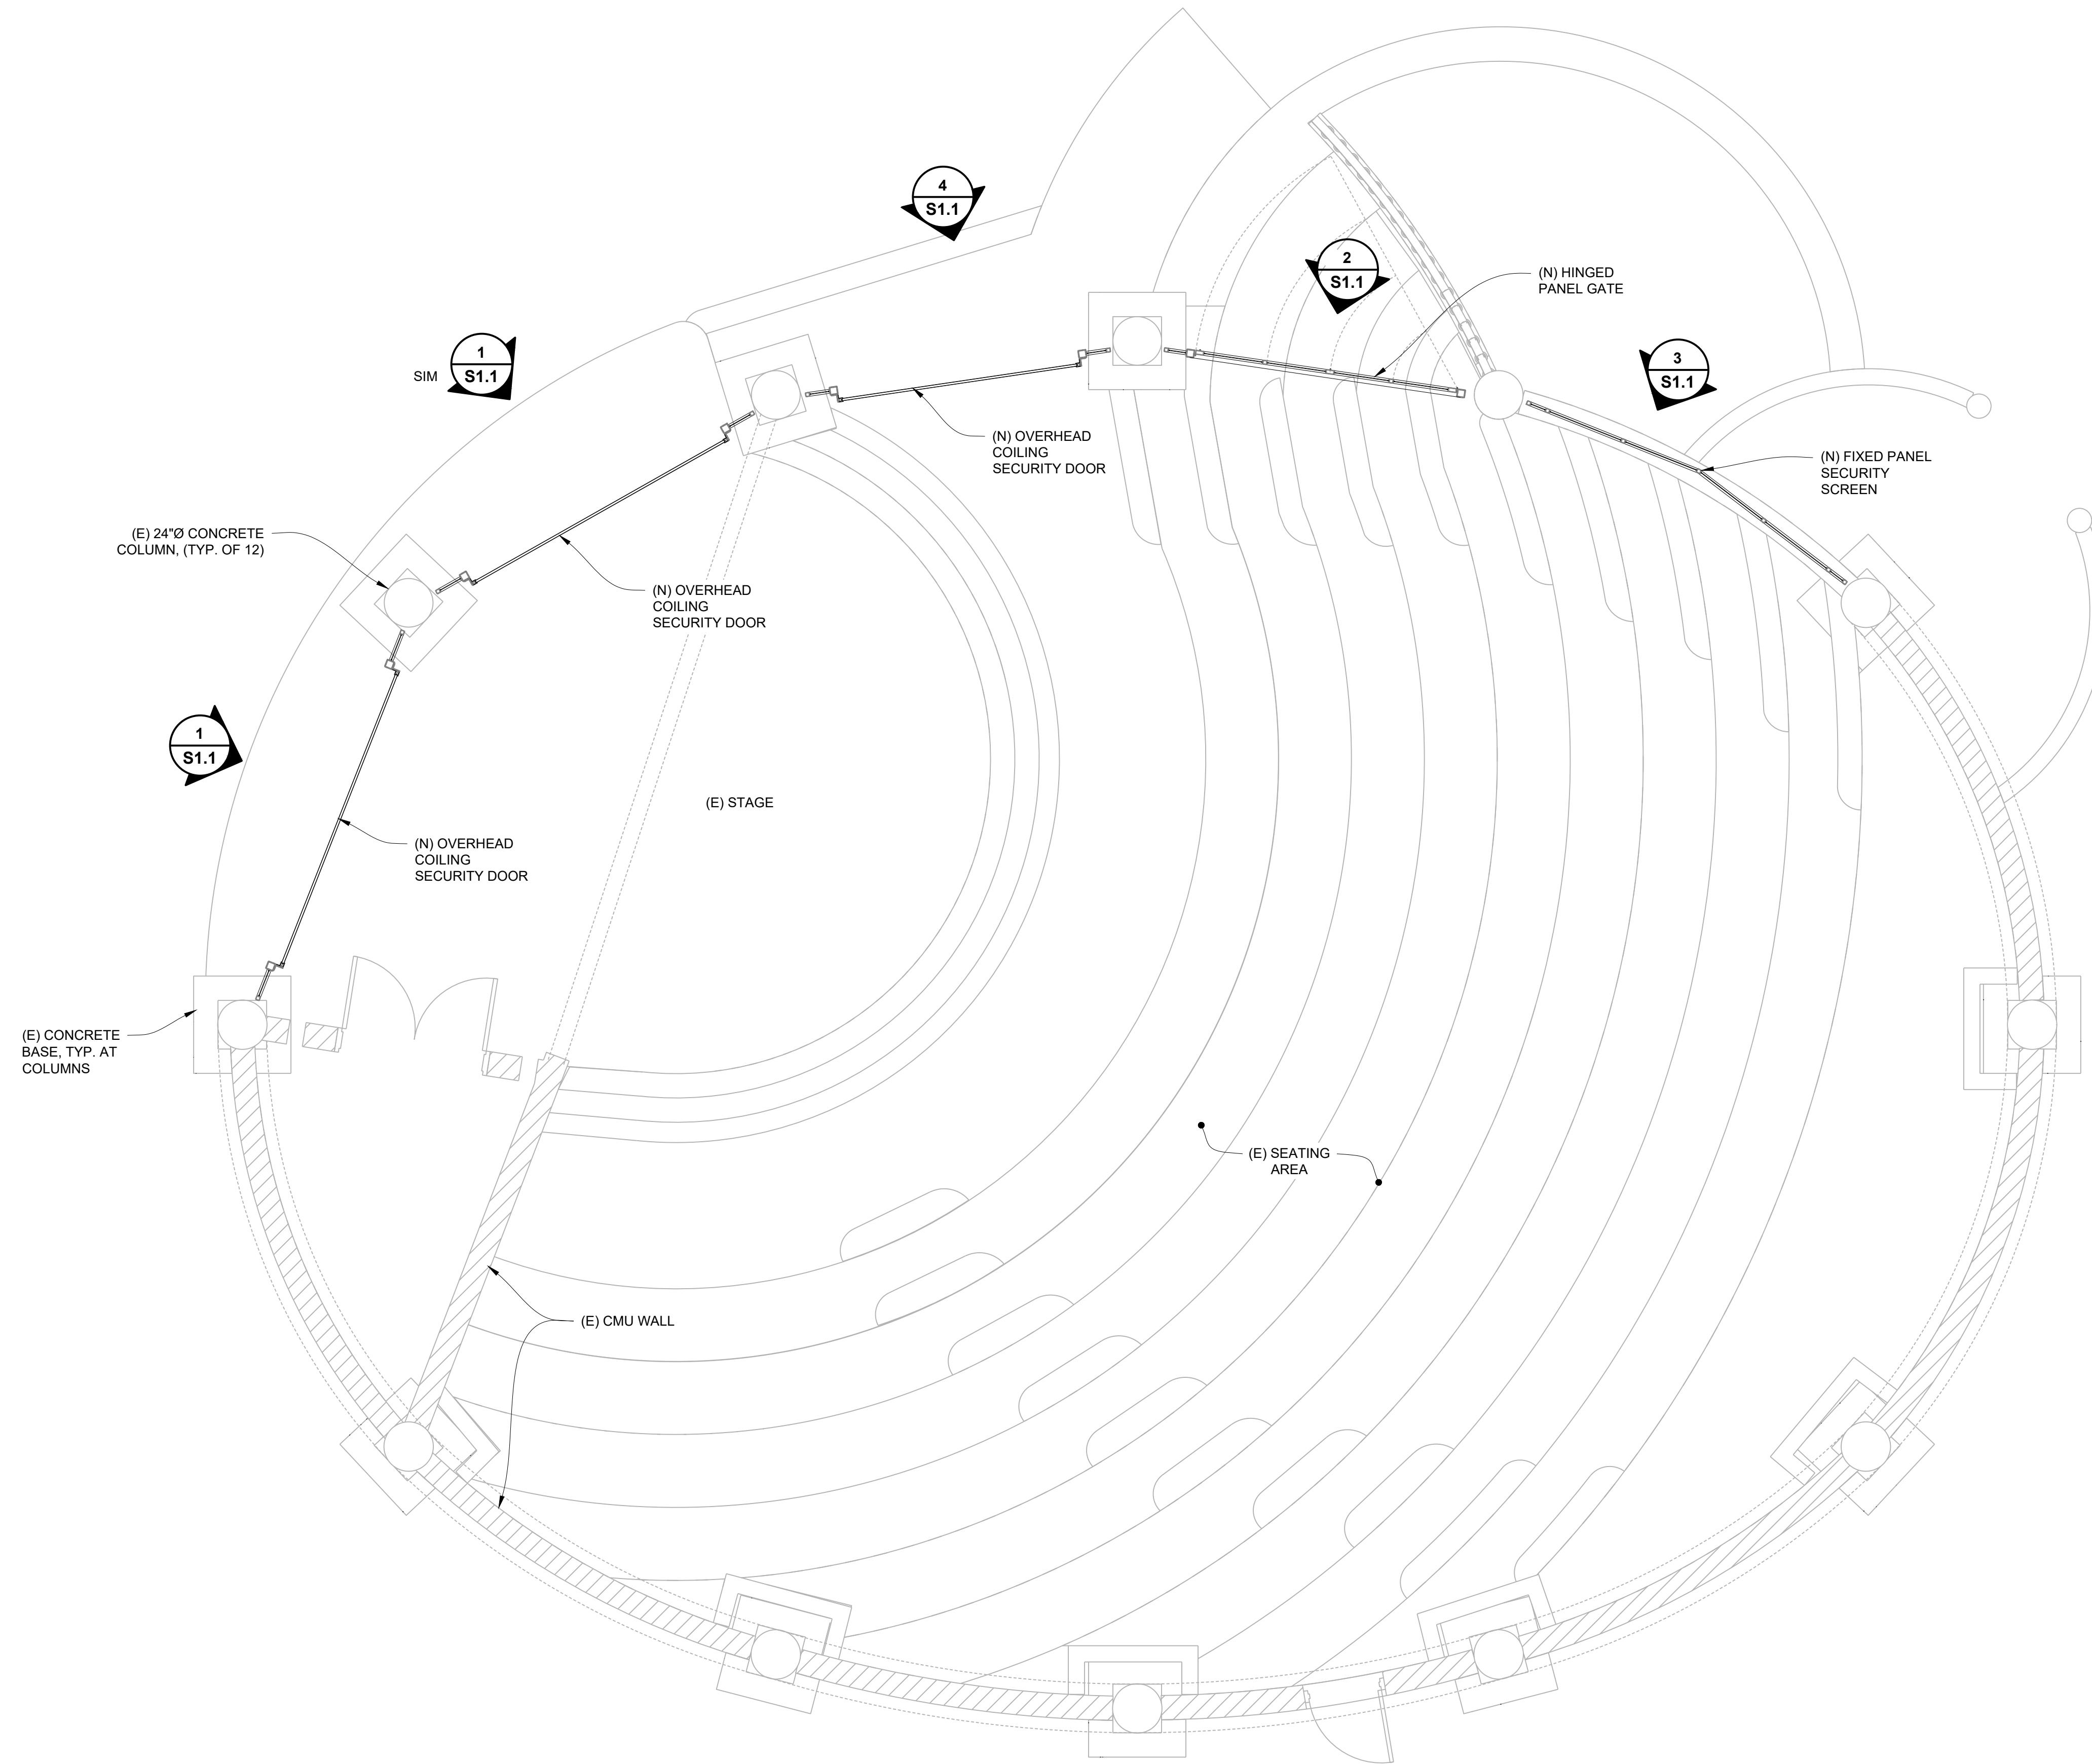 4
S1.1
2
S1.1
(N) HINGED
PANEL GATE
1
S1.1
SIM
3
S1.1
(N) OVERHEAD
COILING
SECURITY DOOR
(N) FIXED PANEL
SECURITY
SCREEN
(E) 24"Ø CONCRETE
COLUMN, (TYP. OF 12)
(N) OVERHEAD
COILING
SECURITY DOOR
1
S1.1
(E) STAGE
(N) OVERHEAD
COILING
SECURITY DOOR
(E) CONCRETE
BASE, TYP. AT
COLUMNS
(E) SEATING
AREA
(E) CMU WALL